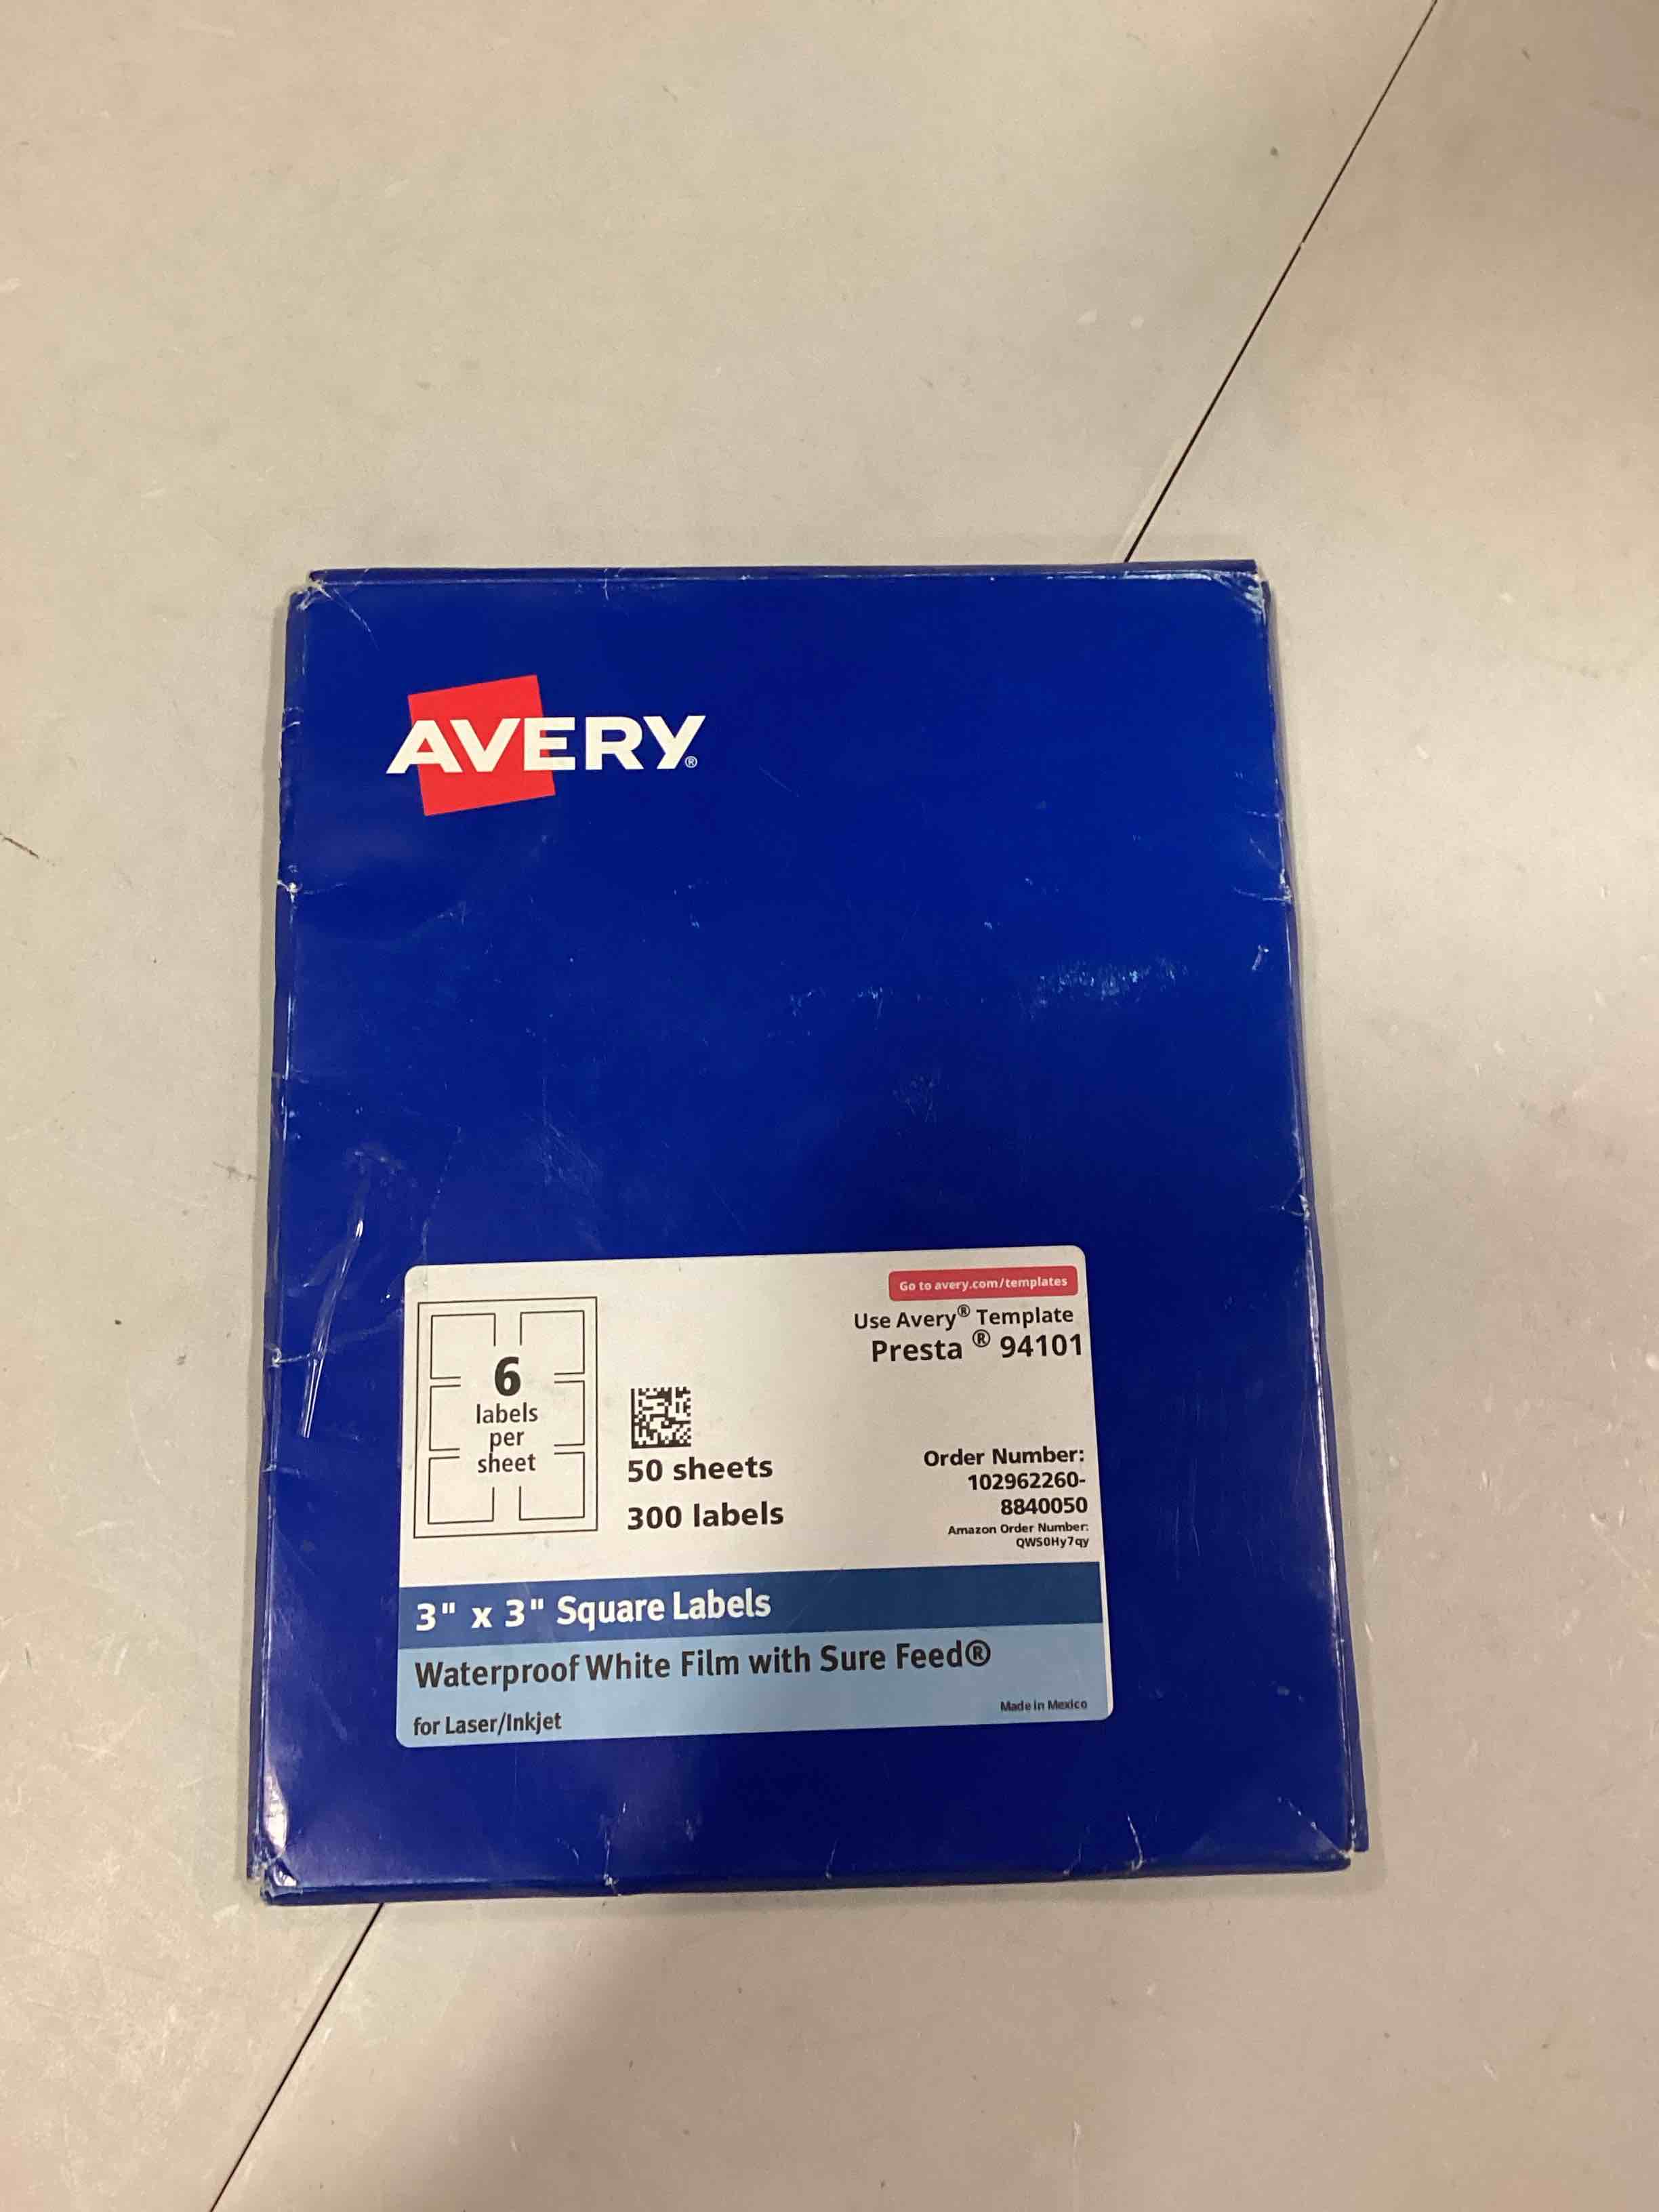 AVERY®
Go to avery.com/templates
Use Avery® Template
Presta ® 94101
6
labels
per
sheet
50 sheets
300 labels
Order Number:
102962260-
8840050
Amazon Order Number:
QWS0Hy7qy
3" x 3" Square Labels
Waterproof White Film with Sure Feed®
for Laser/Inkjet
Made in Mexico